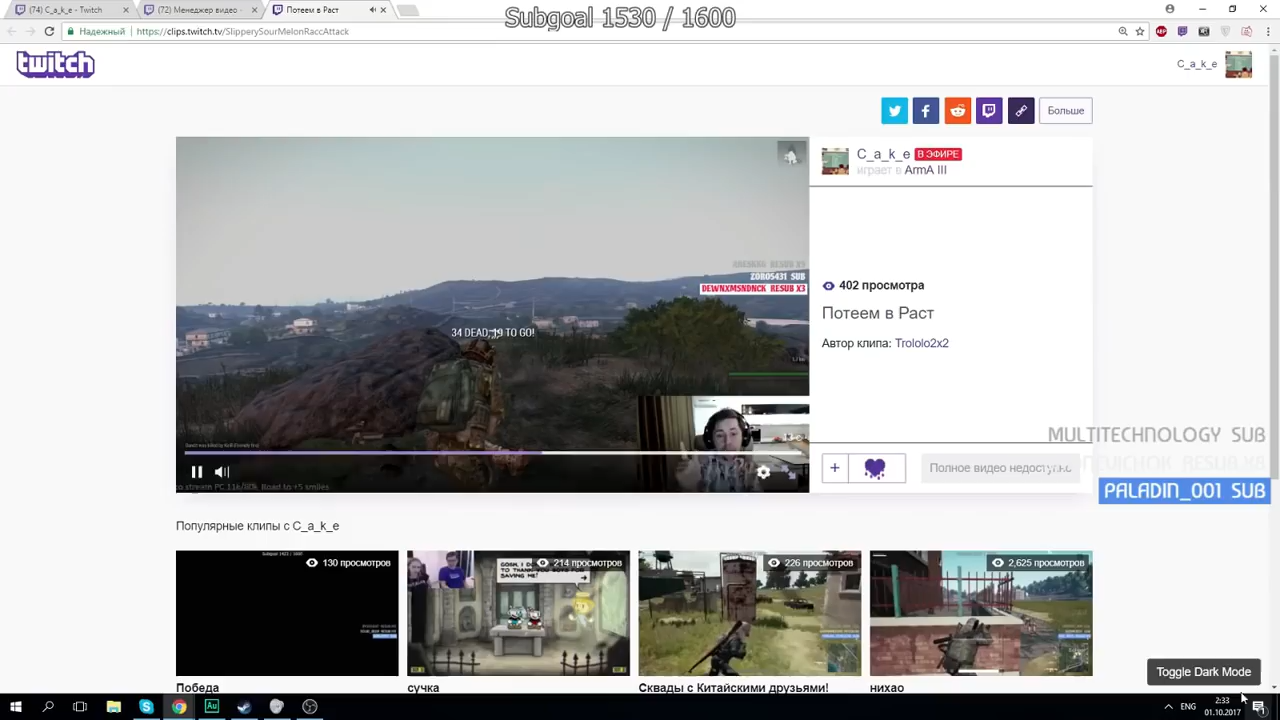 (74) C_a_k_e - Twitch
(72) Менеджер видео -
Потеем в Раст
Subgoal 1530 / 1600
Надежный
https://clips.twitch.tv/SlipperySourMelonRaccAttack
twitch
C_a_k_e
Больше
C_a_k_e В ЭФИРЕ
играет в ArmA III
ZOROS431 SUB
DEWNXMSNDNCK RESUB X3
34 DEAD, 19 TO GO!
402 просмотра
Потеем в Раст
Автор клипа: Trololo2x2
Полное видео недоступно
MULTITECHNOLOGY SUB
PALADIN_001 SUB
Популярные клипы с C_a_k_e
130 просмотров
214 просмотров
226 просмотров
2,625 просмотров
Победа
сучка
Сквады с Китайскими друзьями!
нихао
Toggle Dark Mode
ENG
2:33
01.10.2017